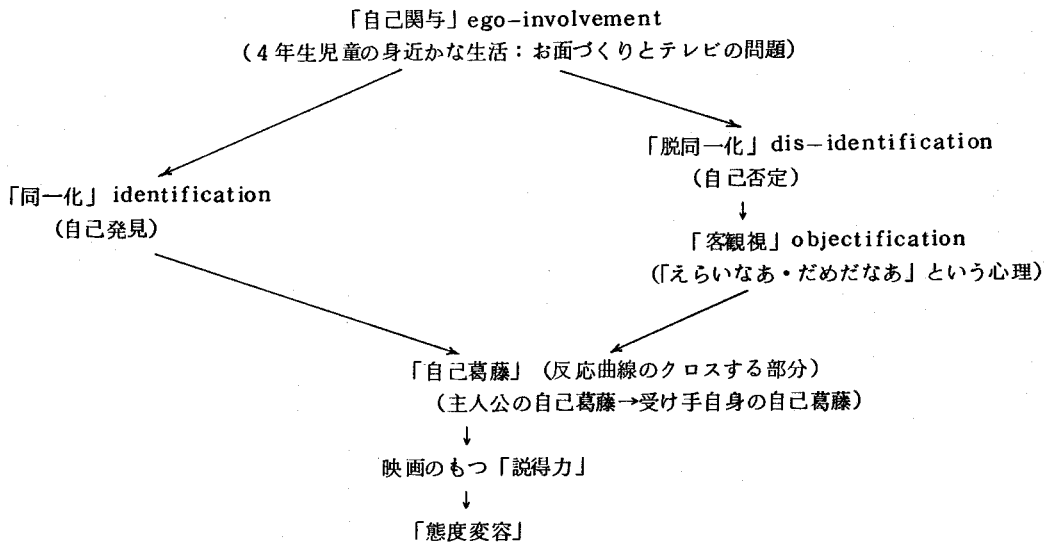 「自己関与」ego-involvement
(4年生児童の身近かな生活:お面づくりとテレビの問題)
「脱同一化」dis-identification
(自己否定)
↓
「同一化」identification
(自己発見)
「客観視」objectification
(「えらいなあ・だめだなあ」という心理)
「自己葛藤」(反応曲線のクロスする部分)
(主人公の自己葛藤→受け手自身の自己葛藤)
↓
映画のもつ「説得力」
↓
「態度変容」